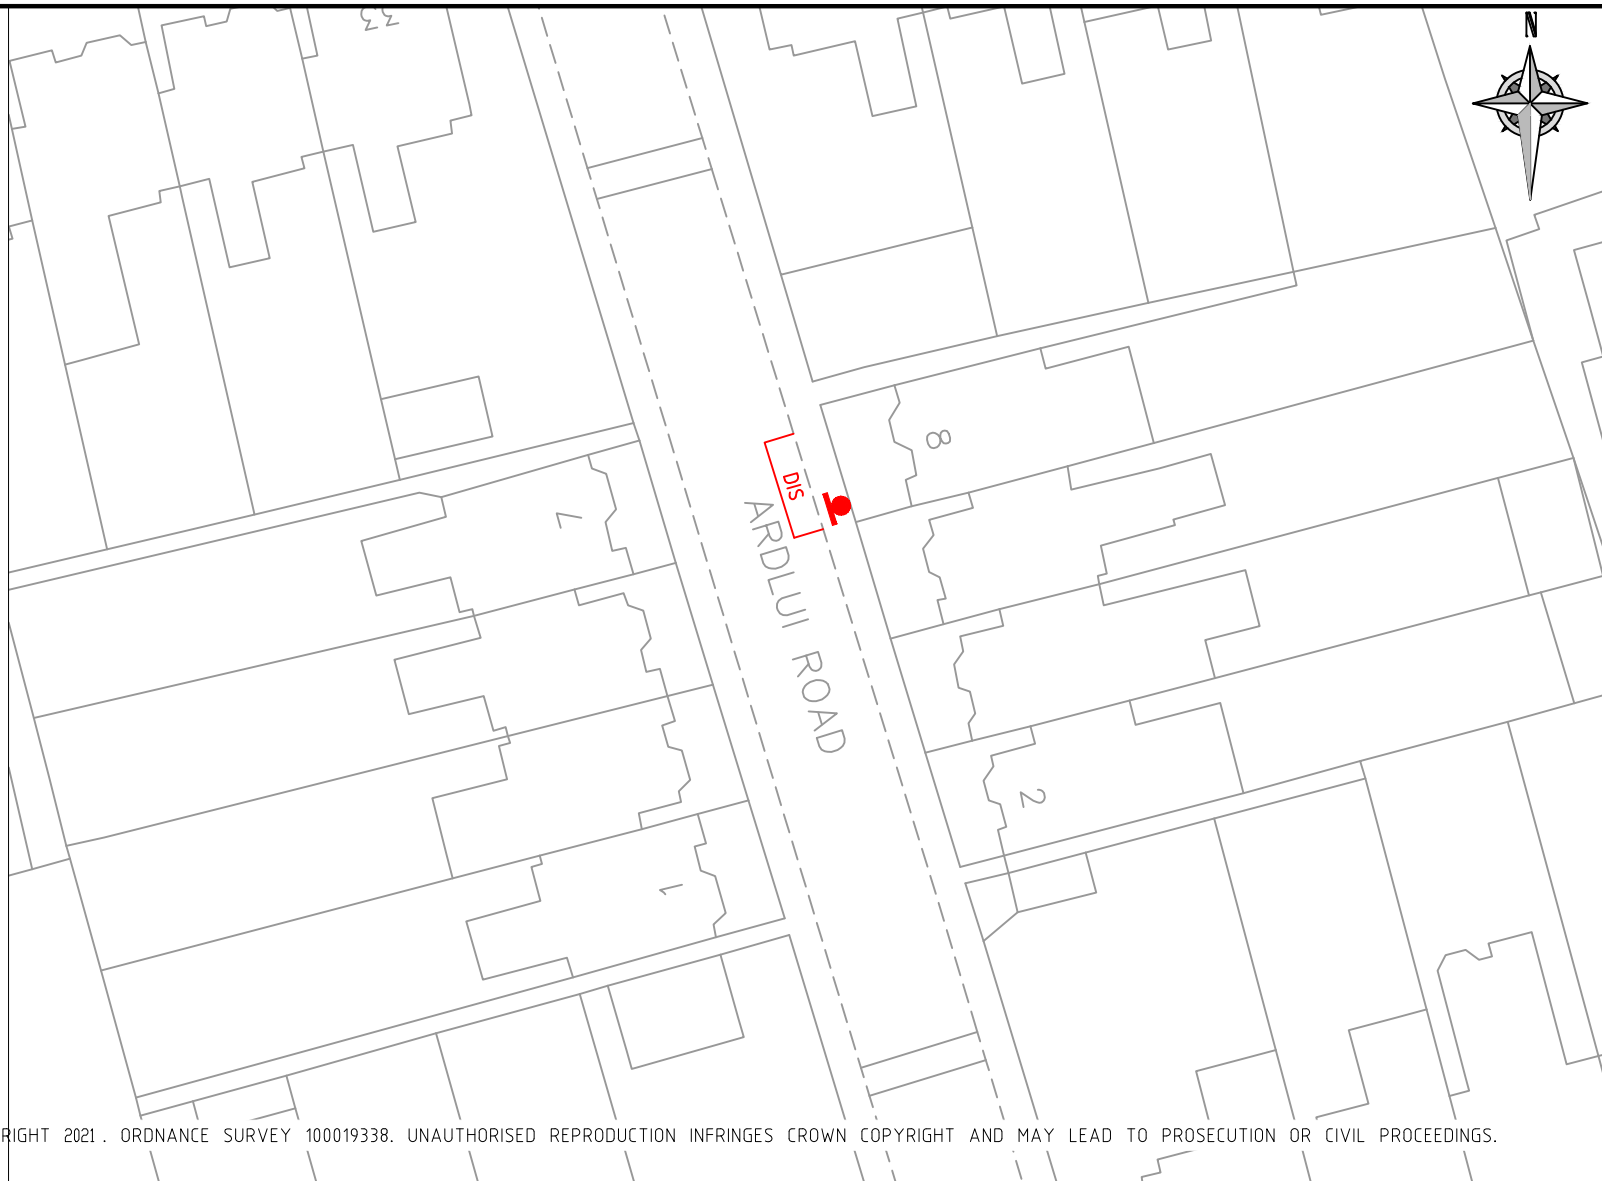 N
33
8
DIS
7
ARDLUI ROAD
2
1
RIGHT 2021. ORDNANCE SURVEY 100019338. UNAUTHORISED REPRODUCTION INFRINGES CROWN COPYRIGHT AND MAY LEAD TO PROSECUTION OR CIVIL PROCEEDINGS.